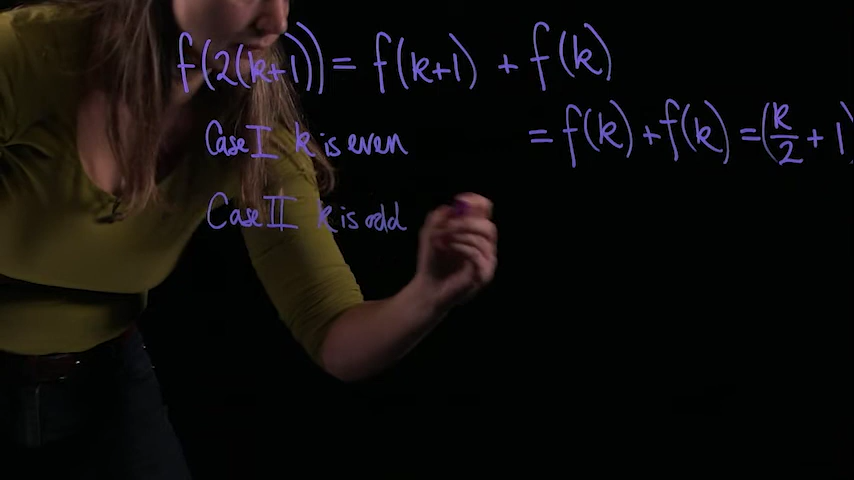 f(2(k+1)) = f(k+1) + f(k)
Case I k is even = f(k) + f(k) = (k/2 + 1)
Case II k is odd